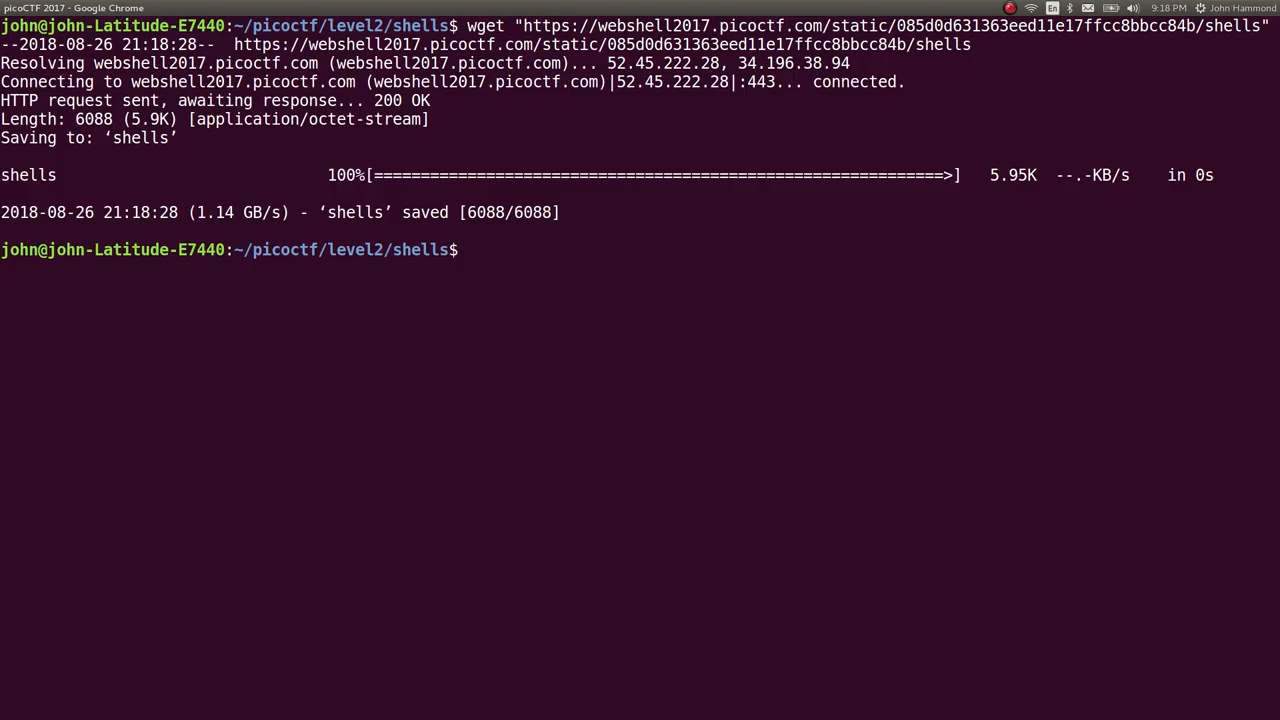 picoCTF 2017 - Google Chrome
En
9:18 PM
John Hammond
john@john-Latitude-E7440:~/picoctf/level2/shells$ wget "https://webshell2017.picoctf.com/static/085d0d631363eed11e17ffcc8bbcc84b/shells"
--2018-08-26 21:18:28--  https://webshell2017.picoctf.com/static/085d0d631363eed11e17ffcc8bbcc84b/shells
Resolving webshell2017.picoctf.com (webshell2017.picoctf.com)... 52.45.222.28, 34.196.38.94
Connecting to webshell2017.picoctf.com (webshell2017.picoctf.com)|52.45.222.28|:443... connected.
HTTP request sent, awaiting response... 200 OK
Length: 6088 (5.9K) [application/octet-stream]
Saving to: ‘shells’
shells 100%[=============================================================>] 5.95K --.-KB/s in 0s
2018-08-26 21:18:28 (1.14 GB/s) - ‘shells’ saved [6088/6088]
john@john-Latitude-E7440:~/picoctf/level2/shells$